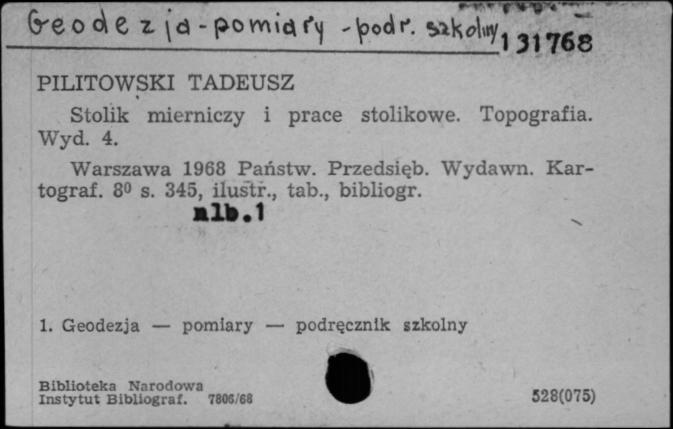 Geodezja - pomiary - podr. szkolny
131768
PILITOWSKI TADEUSZ
Stolik mierniczy i prace stolikowe. Topografia.
Wyd. 4.
Warszawa 1968 Państw. Przedsięb. Wydawn. Kar-
tograf. 8⁰ s. 345, ilustr., tab., bibliogr.
nlb.1
1. Geodezja — pomiary — podręcznik szkolny
Biblioteka Narodowa
Instytut Bibliograf. 7806/68
528(075)